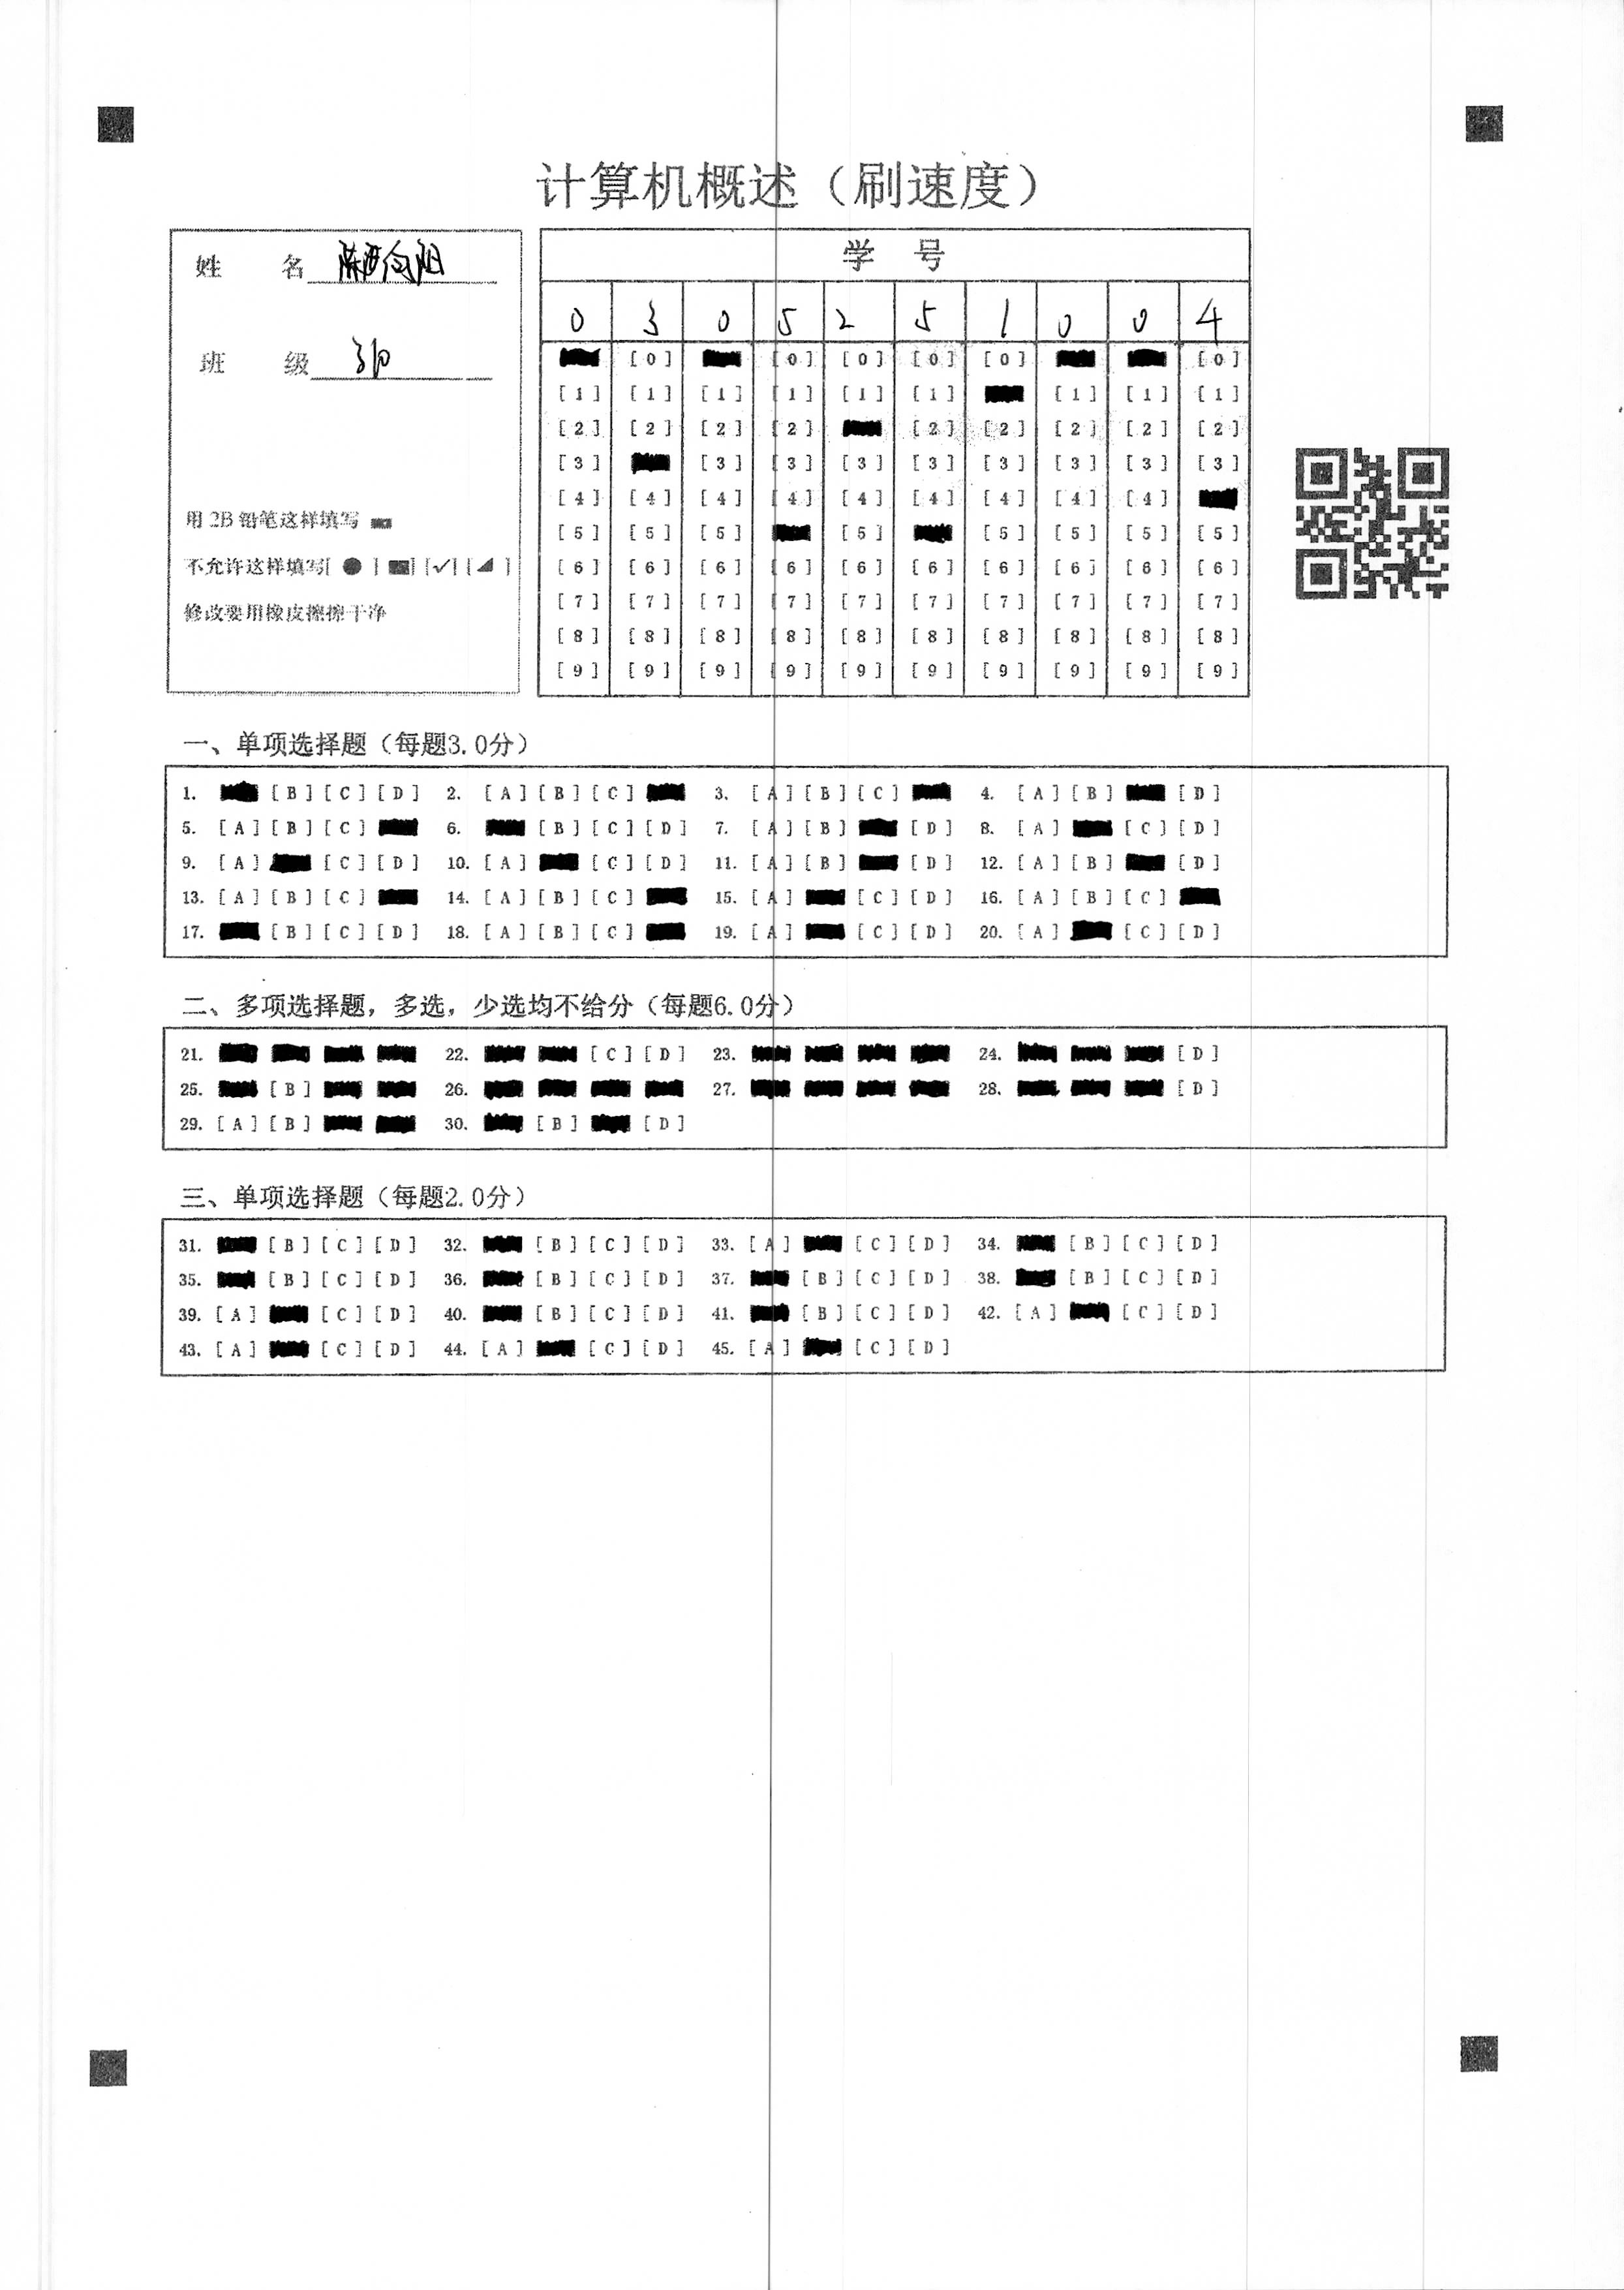 计算机概述（刷速度）
姓 名
班 级
用 2B 铅笔这样填写
不允许这样填写[ ● ] [✓] [◢ ]
修改要用橡皮擦擦干净
学 号
0 3 0 5 2 5 1 0 0 4
[0] [0] [0] [0] [0] [0]
[1] [1] [1] [1] [1] [1] [1] [1] [1]
[2] [2] [2] [2] [2] [2] [2] [2] [2]
[3] [3] [3] [3] [3] [3] [3] [3] [3]
[4] [4] [4] [4] [4] [4] [4] [4] [4]
[5] [5] [5] [5] [5] [5] [5] [5]
[6] [6] [6] [6] [6] [6] [6] [6] [6] [6]
[7] [7] [7] [7] [7] [7] [7] [7] [7] [7]
[8] [8] [8] [8] [8] [8] [8] [8] [8] [8]
[9] [9] [9] [9] [9] [9] [9] [9] [9] [9]
一、单项选择题（每题3.0分）
1. [B] [C] [D] 2. [A] [B] [C] 3. [A] [B] [C] 4. [A] [B] [D]
5. [A] [B] [C] 6. [B] [C] [D] 7. [A] [B] [D] 8. [A] [C] [D]
9. [A] [C] [D] 10. [A] [C] [D] 11. [A] [B] [D] 12. [A] [B] [D]
13. [A] [B] [C] 14. [A] [B] [C] 15. [A] [C] [D] 16. [A] [B] [C]
17. [B] [C] [D] 18. [A] [B] [C] 19. [A] [C] [D] 20. [A] [C] [D]
二、多项选择题，多选，少选均不给分（每题6.0分）
21. 22. [C] [D] 23. 24. [D]
25. [B] 26. 27. 28. [D]
29. [A] [B] 30. [B] [D]
三、单项选择题（每题2.0分）
31. [B] [C] [D] 32. [B] [C] [D] 33. [A] [C] [D] 34. [B] [C] [D]
35. [B] [C] [D] 36. [B] [C] [D] 37. [B] [C] [D] 38. [B] [C] [D]
39. [A] [C] [D] 40. [B] [C] [D] 41. [B] [C] [D] 42. [A] [C] [D]
43. [A] [C] [D] 44. [A] [C] [D] 45. [A] [C] [D]